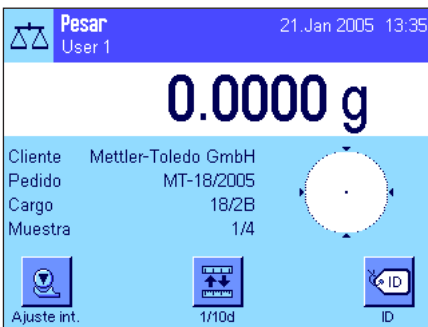 Pesar
21.Jan 2005 13:35
User 1
0.0000 g
Cliente Mettler-Toledo GmbH
Pedido MT-18/2005
Cargo 18/2B
Muestra 1/4
ID
Ajuste int. 1/10d ID